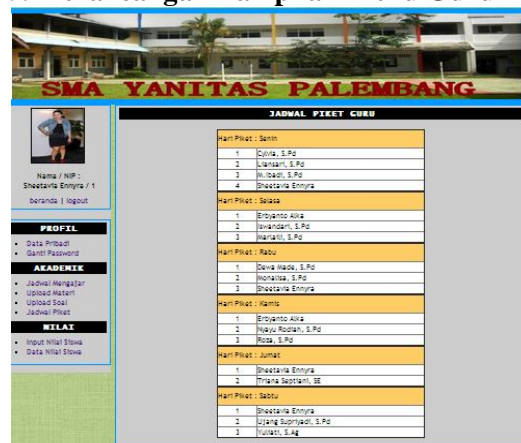 SMA YANITAS PALEMBANG
Nama / NIP :
Sheetavia Ennyra / 1
beranda | logout
PROFIL
Data Pribadi
Ganti Password
AKADEMIK
Jadwal Mengajar
Upload Materi
Upload Soal
Jadwal Piket
NILAI
Input Nilai Siswa
Data Nilai Siswa
JADWAL PIKET GURU
Hari Piket : Senin
1 Cylvia, S.Pd
2 Liansari, S.Pd
3 M.Ibadi, S.Pd
4 Sheetavia Ennyra
Hari Piket : Selasa
1 Erbyanto Alka
2 Iswandari, S.Pd
3
Hari Piket : Rabu
1 Dewa Made, S.Pd
2 Monalisa, S.Pd
3 Sheetavia Ennyra
Hari Piket : Kamis
1 Erbyanto Alka
2 Nyayu Rodiah, S.Pd
3 Roza, S.Pd
Hari Piket : Jumat
1 Sheetavia Ennyra
2 Triana Septiani, SE
Hari Piket : Sabtu
1 Sheetavia Ennyra
2 Ujang Supriyadi, S.Pd
3 Yuliati, S.Ag